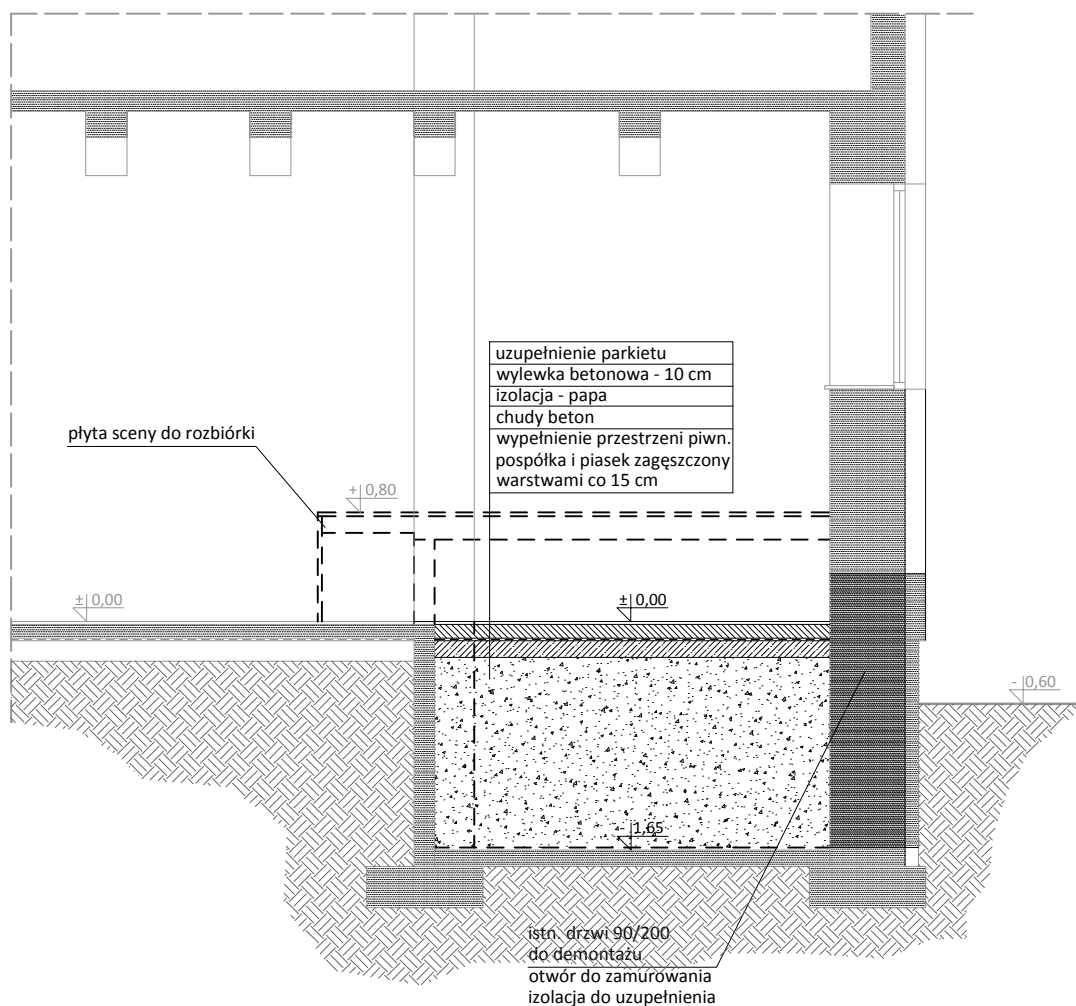 uzupełnienie parkietu
wylewka betonowa - 10 cm
izolacja - papa
chudy beton
wypełnienie przestrzeni piwn.
pospółka i piasek zagęszczony
warstwami co 15 cm
płyta sceny do rozbiórki
+ 0,80
± 0,00
± 0,00
- 0,60
- 1,65
istn. drzwi 90/200
do demontażu
otwór do zamurowania
izolacja do uzupełnienia